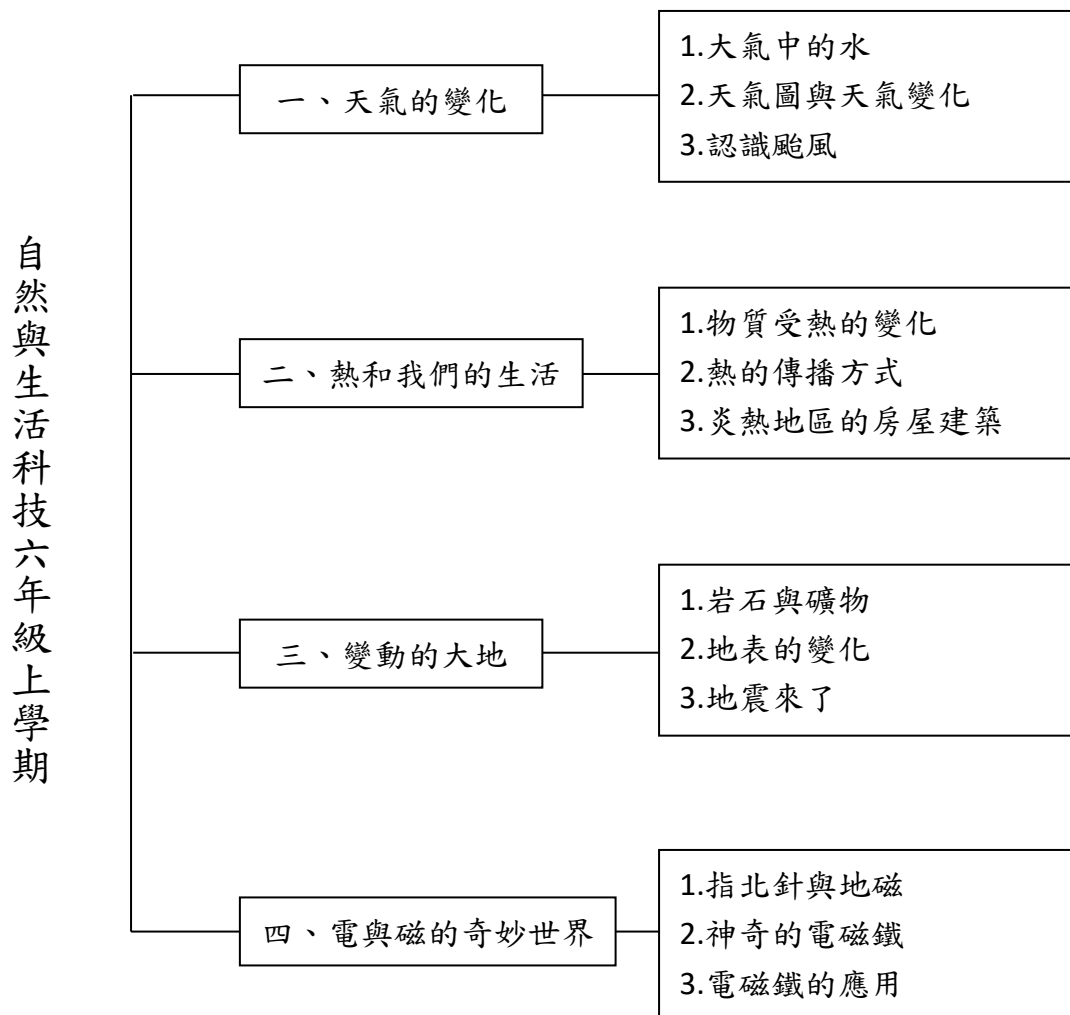 自然與生活科技六年級上學期
一、天氣的變化
1.大氣中的水
2.天氣圖與天氣變化
3.認識颱風
二、熱和我們的生活
1.物質受熱的變化
2.熱的傳播方式
3.炎熱地區的房屋建築
三、變動的大地
1.岩石與礦物
2.地表的變化
3.地震來了
四、電與磁的奇妙世界
1.指北針與地磁
2.神奇的電磁鐵
3.電磁鐵的應用